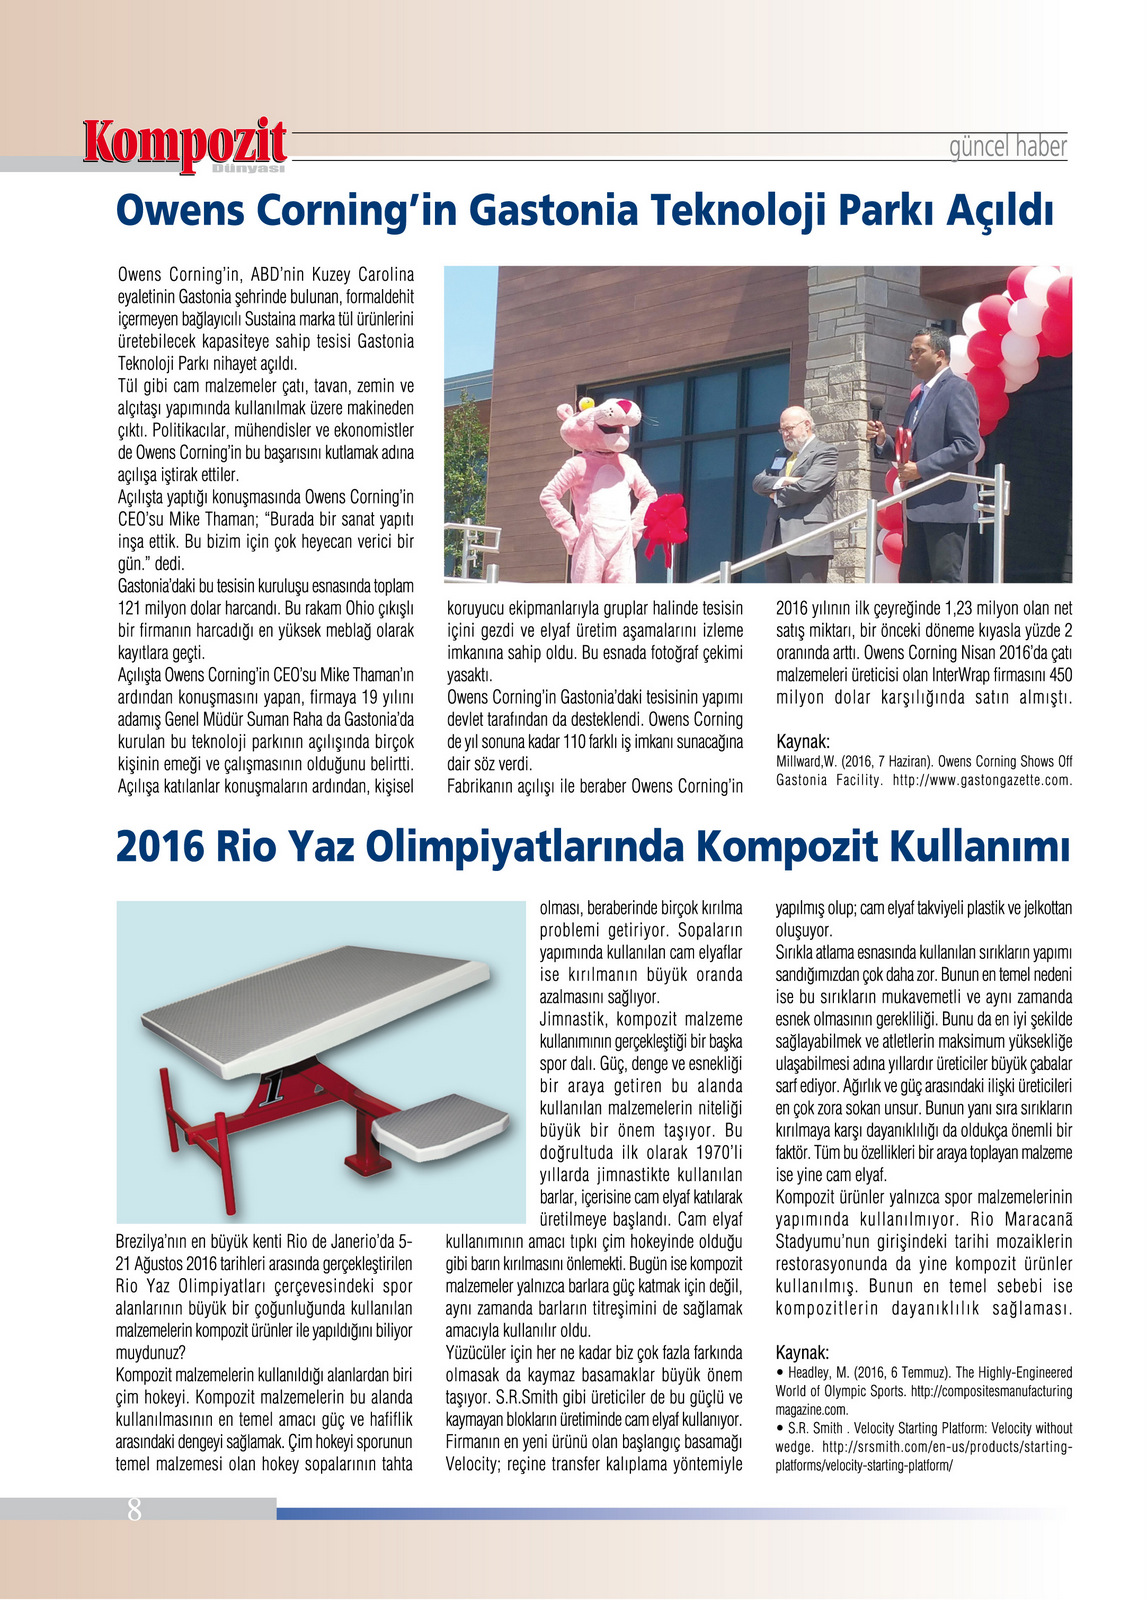 Kompozit
Dünyası
güncel haber
Owens Corning’in Gastonia Teknoloji Parkı Açıldı
Owens Corning’in, ABD’nin Kuzey Carolina
eyaletinin Gastonia şehrinde bulunan, formaldehit
içermeyen bağlayıcılı Sustaina marka tül ürünlerini
üretebilecek kapasiteye sahip tesisi Gastonia
Teknoloji Parkı nihayet açıldı.
Tül gibi cam malzemeler çatı, tavan, zemin ve
alçıtaşı yapımında kullanılmak üzere makineden
çıktı. Politikacılar, mühendisler ve ekonomistler
de Owens Corning’in bu başarısını kutlamak adına
açılışa iştirak ettiler.
Açılışta yaptığı konuşmasında Owens Corning’in
CEO’su Mike Thaman; “Burada bir sanat yapıtı
inşa ettik. Bu bizim için çok heyecan verici bir
gün.” dedi.
Gastonia’daki bu tesisin kuruluşu esnasında toplam
121 milyon dolar harcandı. Bu rakam Ohio çıkışlı
bir firmanın harcadığı en yüksek meblağ olarak
kayıtlara geçti.
Açılışta Owens Corning’in CEO’su Mike Thaman’ın
ardından konuşmasını yapan, firmaya 19 yılını
adamış Genel Müdür Suman Raha da Gastonia’da
kurulan bu teknoloji parkının açılışında birçok
kişinin emeği ve çalışmasının olduğunu belirtti.
Açılışa katılanlar konuşmaların ardından, kişisel
koruyucu ekipmanlarıyla gruplar halinde tesisin
içini gezdi ve elyaf üretim aşamalarını izleme
imkanına sahip oldu. Bu esnada fotoğraf çekimi
yasaktı.
Owens Corning’in Gastonia’daki tesisinin yapımı
devlet tarafından da desteklendi. Owens Corning
de yıl sonuna kadar 110 farklı iş imkanı sunacağına
dair söz verdi.
Fabrikanın açılışı ile beraber Owens Corning’in
2016 yılının ilk çeyreğinde 1,23 milyon olan net
satış miktarı, bir önceki döneme kıyasla yüzde 2
oranında arttı. Owens Corning Nisan 2016’da çatı
malzemeleri üreticisi olan InterWrap firmasını 450
milyon dolar karşılığında satın almıştı.
Kaynak:
Millward,W. (2016, 7 Haziran). Owens Corning Shows Off
Gastonia Facility. http://www.gastongazette.com.
2016 Rio Yaz Olimpiyatlarında Kompozit Kullanımı
1
Brezilya’nın en büyük kenti Rio de Janerio’da 5-
21 Ağustos 2016 tarihleri arasında gerçekleştirilen
Rio Yaz Olimpiyatları çerçevesindeki spor
alanlarının büyük bir çoğunluğunda kullanılan
malzemelerin kompozit ürünler ile yapıldığını biliyor
muydunuz?
Kompozit malzemelerin kullanıldığı alanlardan biri
çim hokeyi. Kompozit malzemelerin bu alanda
kullanılmasının en temel amacı güç ve hafiflik
arasındaki dengeyi sağlamak. Çim hokeyi sporunun
temel malzemesi olan hokey sopalarının tahta
olması, beraberinde birçok kırılma
problemi getiriyor. Sopaların
yapımında kullanılan cam elyaflar
ise kırılmanın büyük oranda
azalmasını sağlıyor.
Jimnastik, kompozit malzeme
kullanımının gerçekleştiği bir başka
spor dalı. Güç, denge ve esnekliği
bir araya getiren bu alanda
kullanılan malzemelerin niteliği
büyük bir önem taşıyor. Bu
doğrultuda ilk olarak 1970’li
yıllarda jimnastikte kullanılan
barlar, içerisine cam elyaf katılarak
üretilmeye başlandı. Cam elyaf
kullanımının amacı tıpkı çim hokeyinde olduğu
gibi barın kırılmasını önlemekti. Bugün ise kompozit
malzemeler yalnızca barlara güç katmak için değil,
aynı zamanda barların titreşimini de sağlamak
amacıyla kullanılır oldu.
Yüzücüler için her ne kadar biz çok fazla farkında
olmasak da kaymaz basamaklar büyük önem
taşıyor. S.R.Smith gibi üreticiler de bu güçlü ve
kaymayan blokların üretiminde cam elyaf kullanıyor.
Firmanın en yeni ürünü olan başlangıç basamağı
Velocity; reçine transfer kalıplama yöntemiyle
yapılmış olup; cam elyaf takviyeli plastik ve jelkottan
oluşuyor.
Sırıkla atlama esnasında kullanılan sırıkların yapımı
sandığımızdan çok daha zor. Bunun en temel nedeni
ise bu sırıkların mukavemetli ve aynı zamanda
esnek olmasının gerekliliği. Bunu da en iyi şekilde
sağlayabilmek ve atletlerin maksimum yüksekliğe
ulaşabilmesi adına yıllardır üreticiler büyük çabalar
sarf ediyor. Ağırlık ve güç arasındaki ilişki üreticileri
en çok zora sokan unsur. Bunun yanı sıra sırıkların
kırılmaya karşı dayanıklılığı da oldukça önemli bir
faktör. Tüm bu özellikleri bir araya toplayan malzeme
ise yine cam elyaf.
Kompozit ürünler yalnızca spor malzemelerinin
yapımında kullanılmıyor. Rio Maracanã
Stadyumu’nun girişindeki tarihi mozaiklerin
restorasyonunda da yine kompozit ürünler
kullanılmış. Bunun en temel sebebi ise
kompozitlerin dayanıklılık sağlaması.
Kaynak:
• Headley, M. (2016, 6 Temmuz). The Highly-Engineered
World of Olympic Sports. http://compositesmanufacturing
magazine.com.
• S.R. Smith . Velocity Starting Platform: Velocity without
wedge. http://srsmith.com/en-us/products/starting-
platforms/velocity-starting-platform/
8